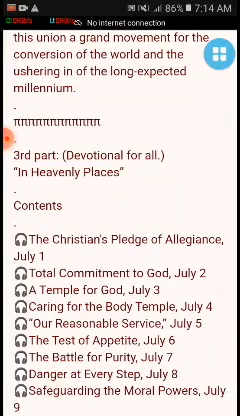 86% 7:14 AM
No internet connection
this union a grand movement for the
conversion of the world and the
ushering in of the long-expected
millennium.
.
πππππππππππππ
.
3rd part: (Devotional for all.)
“In Heavenly Places”
.
Contents
.
🎧The Christian's Pledge of Allegiance,
July 1
🎧Total Commitment to God, July 2
🎧A Temple for God, July 3
🎧Caring for the Body Temple, July 4
🎧“Our Reasonable Service,” July 5
🎧The Test of Appetite, July 6
🎧The Battle for Purity, July 7
🎧Danger at Every Step, July 8
🎧Safeguarding the Moral Powers, July
9